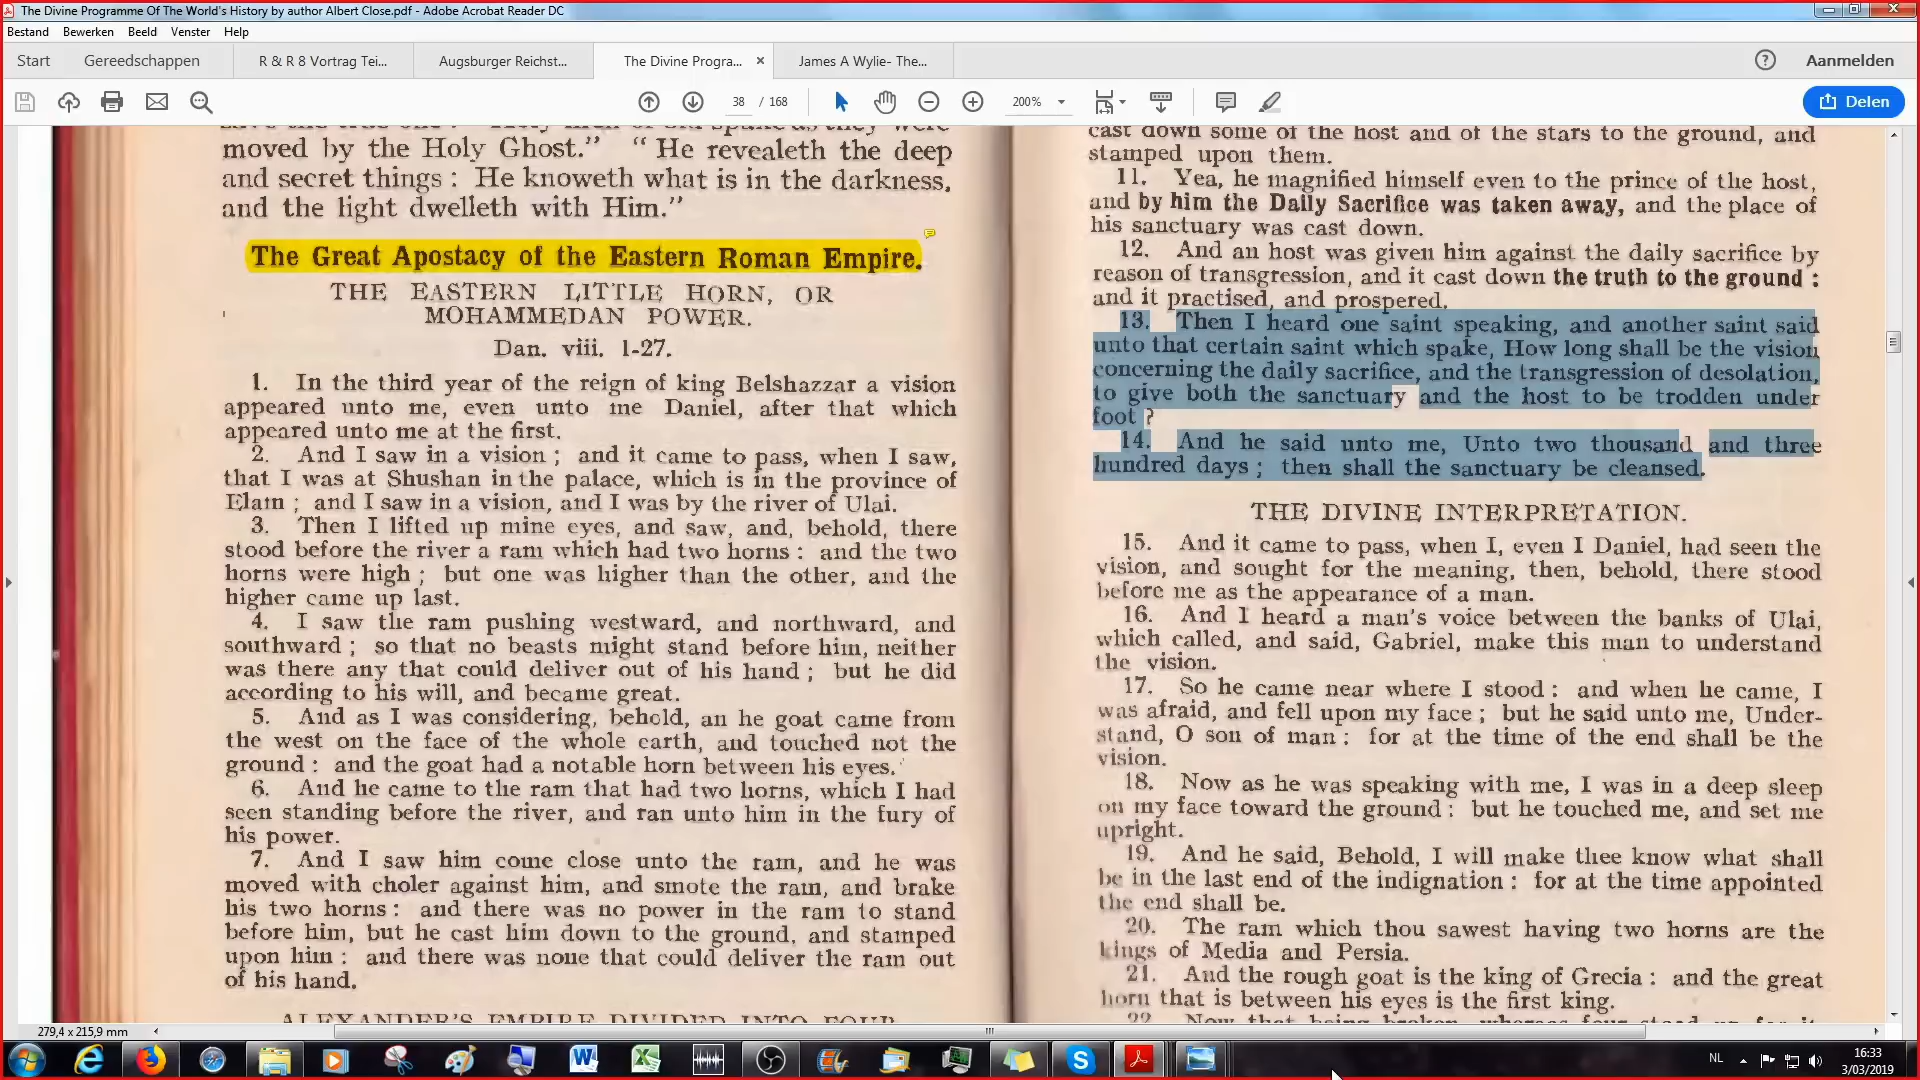 The Divine Programme Of The World's History by author Albert Close.pdf - Adobe Acrobat Reader DC
Bestand Bewerken Beeld Venster Help
Start Gereedschappen R & R 8 Vortrag Tei... Augsburger Reichst... The Divine Progra... × James A Wylie- The... ? Aanmelden
38 / 168 200% Delen
moved by the Holy Ghost." " He revealeth the deep
and secret things : He knoweth what is in the darkness,
and the light dwelleth with Him."
The Great Apostacy of the Eastern Roman Empire.
THE EASTERN LITTLE HORN, OR
MOHAMMEDAN POWER.
Dan. viii. 1-27.
1. In the third year of the reign of king Belshazzar a vision
appeared unto me, even unto me Daniel, after that which
appeared unto me at the first.
2. And I saw in a vision ; and it came to pass, when I saw,
that I was at Shushan in the palace, which is in the province of
Elam ; and I saw in a vision, and I was by the river of Ulai.
3. Then I lifted up mine eyes, and saw, and, behold, there
stood before the river a ram which had two horns : and the two
horns were high ; but one was higher than the other, and the
higher came up last.
4. I saw the ram pushing westward, and northward, and
southward ; so that no beasts might stand before him, neither
was there any that could deliver out of his hand ; but he did
according to his will, and became great.
5. And as I was considering, behold, an he goat came from
the west on the face of the whole earth, and touched not the
ground : and the goat had a notable horn between his eyes.
6. And he came to the ram that had two horns, which I had
seen standing before the river, and ran unto him in the fury of
his power.
7. And I saw him come close unto the ram, and he was
moved with choler against him, and smote the ram, and brake
his two horns : and there was no power in the ram to stand
before him, but he cast him down to the ground, and stamped
upon him : and there was none that could deliver the ram out
of his hand.
ALEXANDER'S EMPIRE DIVIDED INTO FOUR
cast down some of the host and of the stars to the ground, and
stamped upon them.
11. Yea, he magnified himself even to the prince of the host,
and by him the Daily Sacrifice was taken away, and the place of
his sanctuary was cast down.
12. And an host was given him against the daily sacrifice by
reason of transgression, and it cast down the truth to the ground :
and it practised, and prospered.
13. Then I heard one saint speaking, and another saint said
unto that certain saint which spake, How long shall be the vision
concerning the daily sacrifice, and the transgression of desolation,
to give both the sanctuary and the host to be trodden under
foot ?
14. And he said unto me, Unto two thousand and three
hundred days ; then shall the sanctuary be cleansed.
THE DIVINE INTERPRETATION.
15. And it came to pass, when I, even I Daniel, had seen the
vision, and sought for the meaning, then, behold, there stood
before me as the appearance of a man.
16. And I heard a man's voice between the banks of Ulai,
which called, and said, Gabriel, make this man to understand
the vision.
17. So he came near where I stood : and when he came, I
was afraid, and fell upon my face ; but he said unto me, Under-
stand, O son of man : for at the time of the end shall be the
vision.
18. Now as he was speaking with me, I was in a deep sleep
on my face toward the ground : but he touched me, and set me
upright.
19. And he said, Behold, I will make thee know what shall
be in the last end of the indignation : for at the time appointed
the end shall be.
20. The ram which thou sawest having two horns are the
kings of Media and Persia.
21. And the rough goat is the king of Grecia : and the great
horn that is between his eyes is the first king.
22. Now that being broken, whereas four stood up for it,
279,4 x 215,9 mm
NL 16:33
3/03/2019